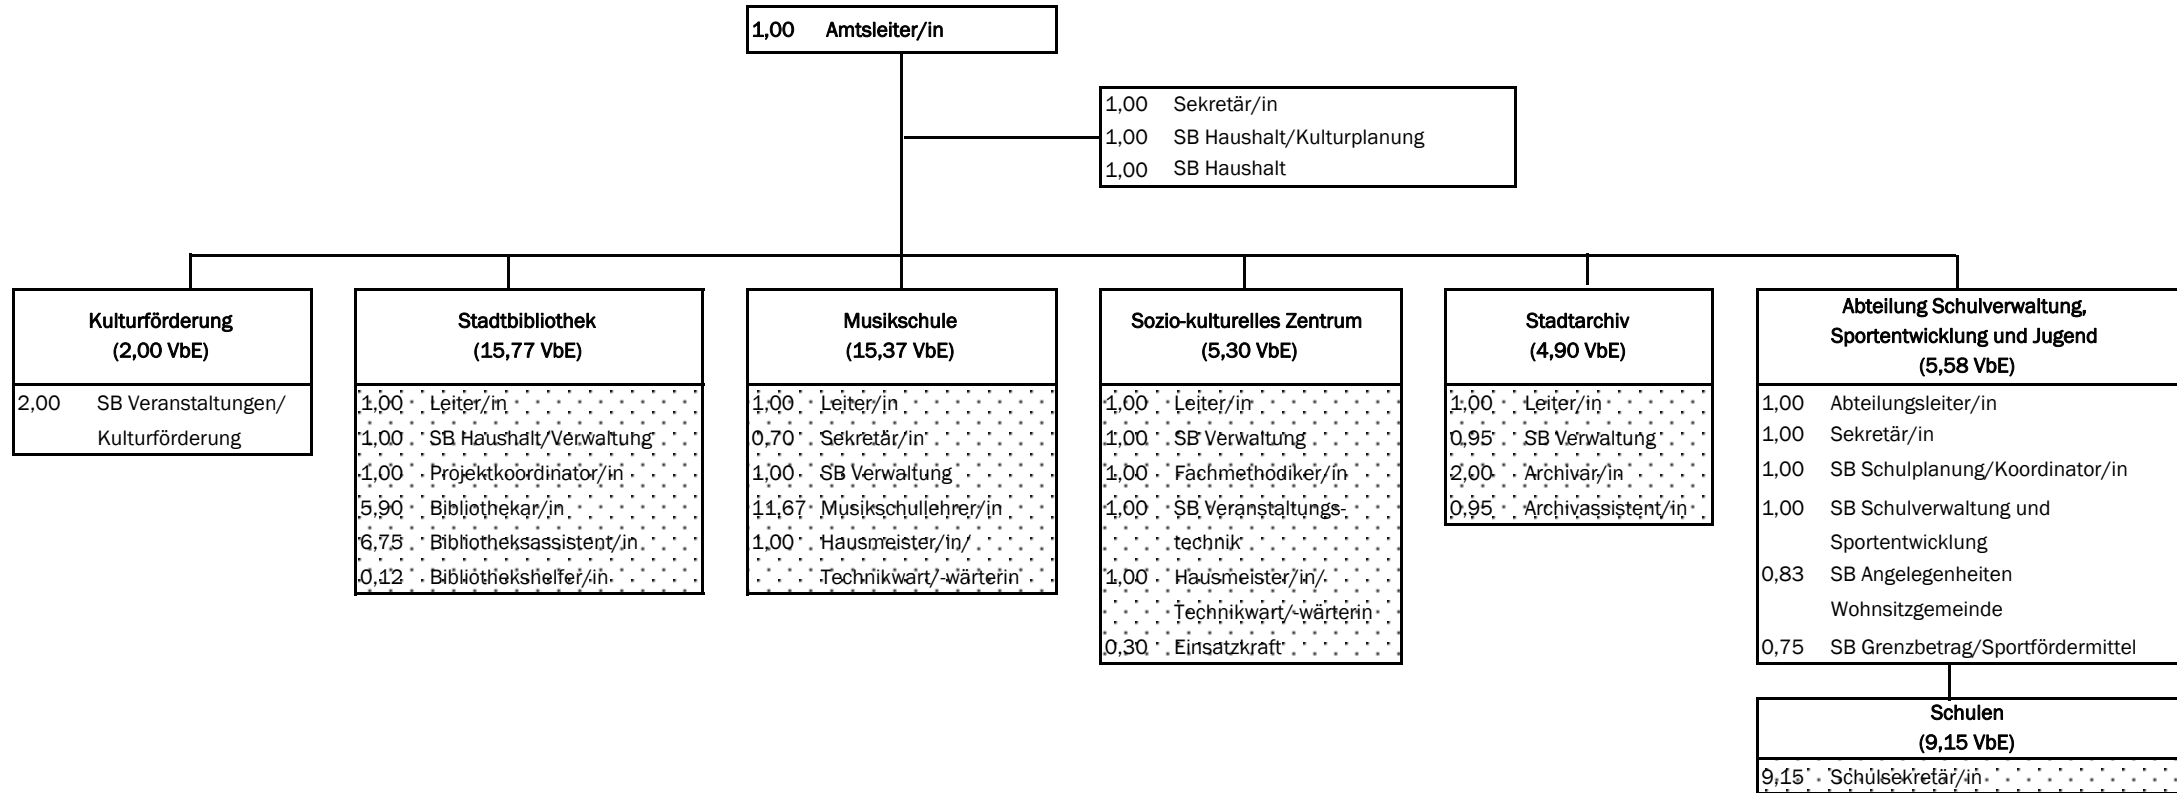 1,00 Amtsleiter/in
1,00 Sekretär/in
1,00 SB Haushalt/Kulturplanung
1,00 SB Haushalt
Kulturförderung
(2,00 VbE)
2,00 SB Veranstaltungen/
Kulturförderung
Stadtbibliothek
(15,77 VbE)
1,00 Leiter/in
1,00 SB Haushalt/Verwaltung
1,00 Projektkoordinator/in
5,90 Bibliothekar/in
6,75 Bibliotheksassistent/in
0,12 Bibliothekshelfer/in
Musikschule
(15,37 VbE)
1,00 Leiter/in
0,70 Sekretär/in
1,00 SB Verwaltung
11,67 Musikschullehrer/in
1,00 Hausmeister/in/
Technikwart/-wärterin
Sozio-kulturelles Zentrum
(5,30 VbE)
1,00 Leiter/in
1,00 SB Verwaltung
1,00 Fachmethodiker/in
1,00 SB Veranstaltungs-
technik
1,00 Hausmeister/in/
Technikwart/-wärterin
0,30 Einsatzkraft
Stadtarchiv
(4,90 VbE)
1,00 Leiter/in
0,95 SB Verwaltung
2,00 Archivar/in
0,95 Archivassistent/in
Abteilung Schulverwaltung,
Sportentwicklung und Jugend
(5,58 VbE)
1,00 Abteilungsleiter/in
1,00 Sekretär/in
1,00 SB Schulplanung/Koordinator/in
1,00 SB Schulverwaltung und
Sportentwicklung
0,83 SB Angelegenheiten
Wohnsitzgemeinde
0,75 SB Grenzbetrag/Sportfördermittel
Schulen
(9,15 VbE)
9,15 Schulsekretär/in